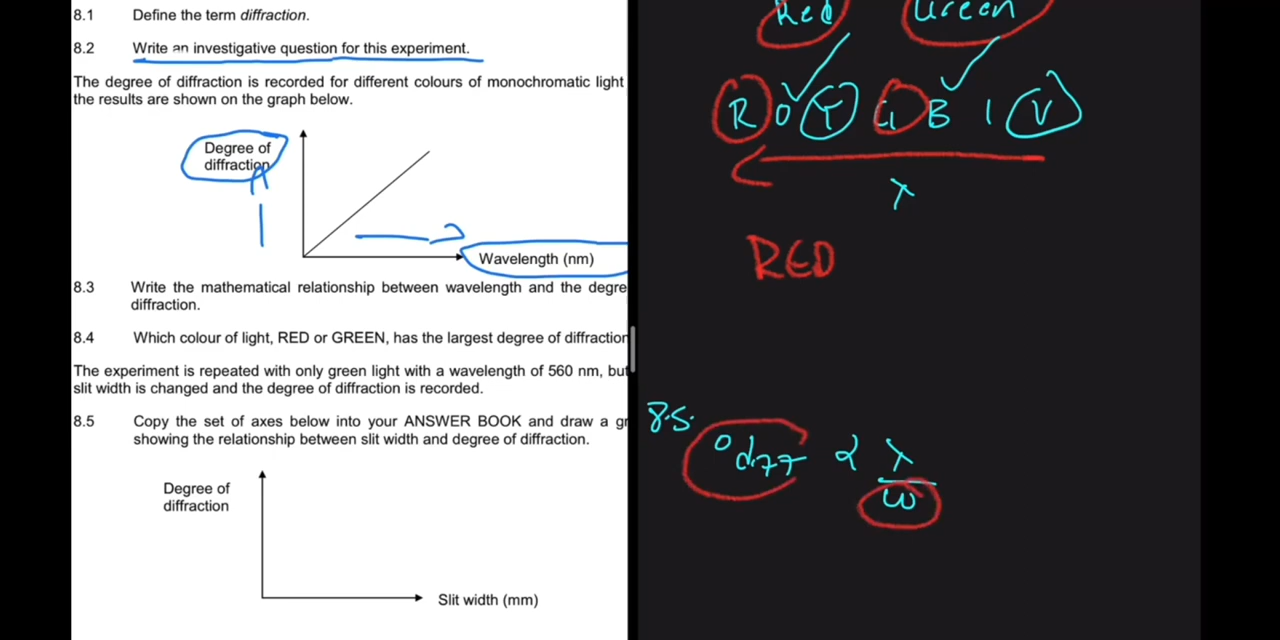 8.1 Define the term diffraction.
8.2 Write an investigative question for this experiment.
The degree of diffraction is recorded for different colours of monochromatic light
the results are shown on the graph below.
Degree of
diffraction
Wavelength (nm)
8.3 Write the mathematical relationship between wavelength and the degre
diffraction.
8.4 Which colour of light, RED or GREEN, has the largest degree of diffraction
The experiment is repeated with only green light with a wavelength of 560 nm, but
slit width is changed and the degree of diffraction is recorded.
8.5 Copy the set of axes below into your ANSWER BOOK and draw a gr
showing the relationship between slit width and degree of diffraction.
Degree of
diffraction
Slit width (mm)
Red Green
R O Y G B I V
λ
RED
8.5.
°diff α λ
w